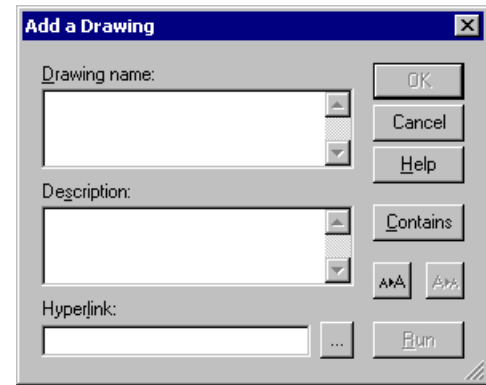 Add a Drawing
Drawing name:
OK
Cancel
Help
Description:
Contains
A▸A A▸A
Hyperlink:
...
Run